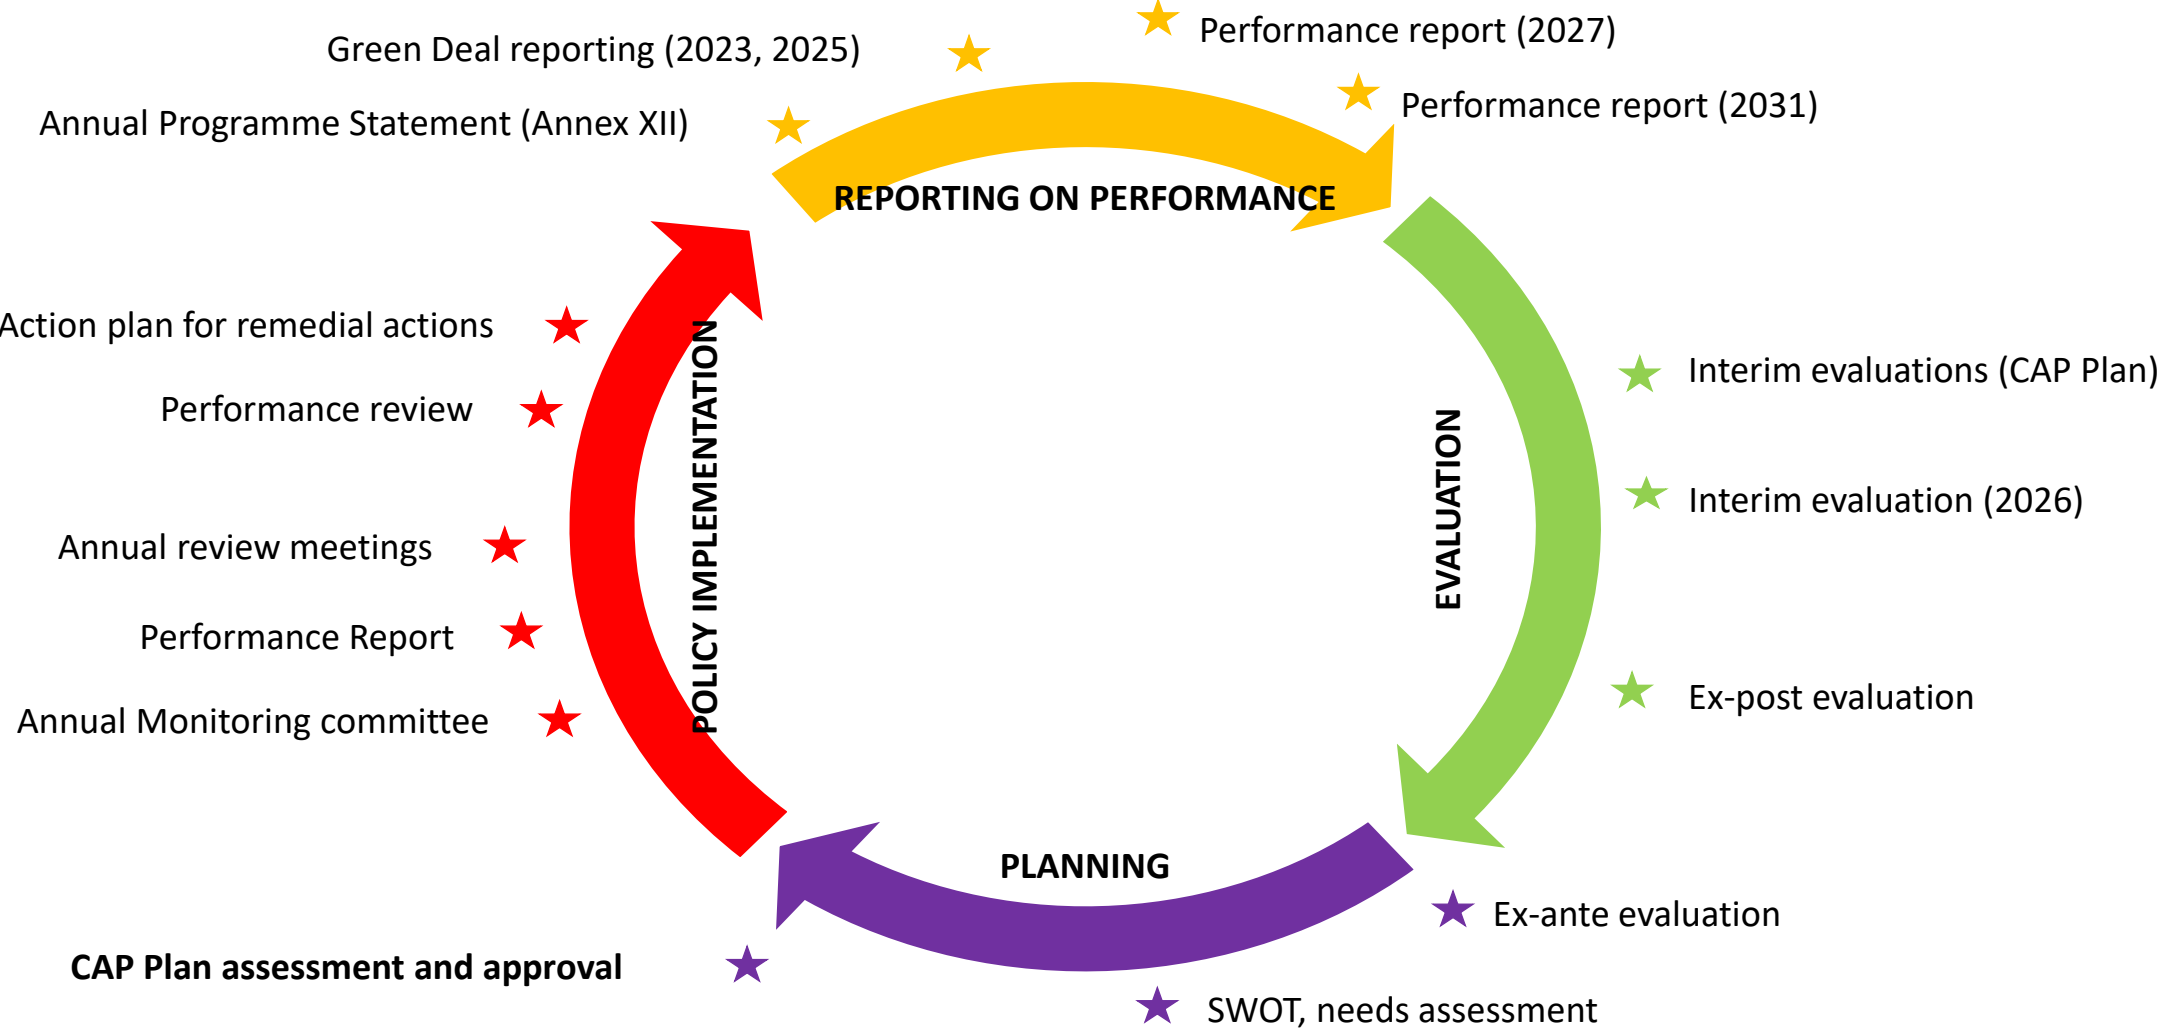 Performance report (2027)
Green Deal reporting (2023, 2025)
Performance report (2031)
Annual Programme Statement (Annex XII)
REPORTING ON PERFORMANCE
Action plan for remedial actions
Performance review
Annual review meetings
Performance Report
Annual Monitoring committee
POLICY IMPLEMENTATION
EVALUATION
Interim evaluations (CAP Plan)
Interim evaluation (2026)
Ex-post evaluation
PLANNING
Ex-ante evaluation
CAP Plan assessment and approval
SWOT, needs assessment